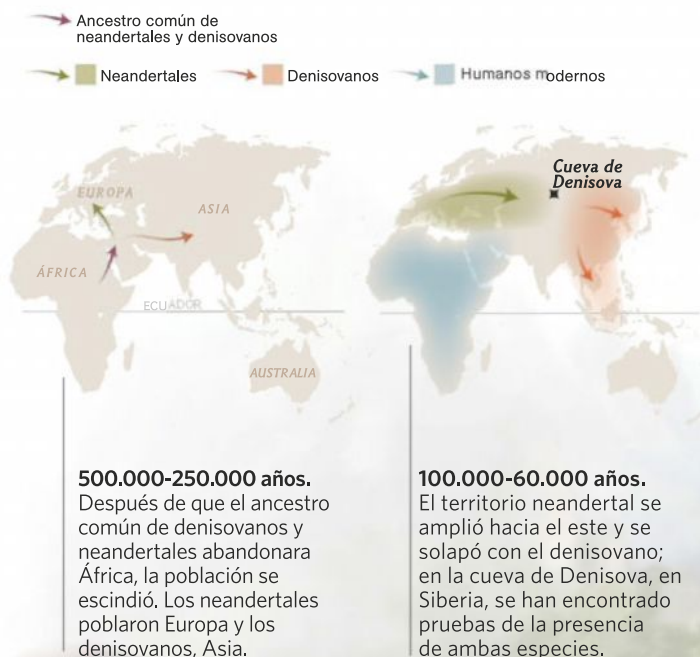 Ancestro común de
neandertales y denisovanos
Neandertales
Denisovanos
Humanos modernos
EUROPA
ASIA
ÁFRICA
ECUADOR
AUSTRALIA
Cueva de
Denisova
500.000-250.000 años.
Después de que el ancestro
común de denisovanos y
neandertales abandonara
África, la población se
escindió. Los neandertales
poblaron Europa y los
denisovanos, Asia.
100.000-60.000 años.
El territorio neandertal se
amplió hacia el este y se
solapó con el denisovano;
en la cueva de Denisova, en
Siberia, se han encontrado
pruebas de la presencia
de ambas especies.